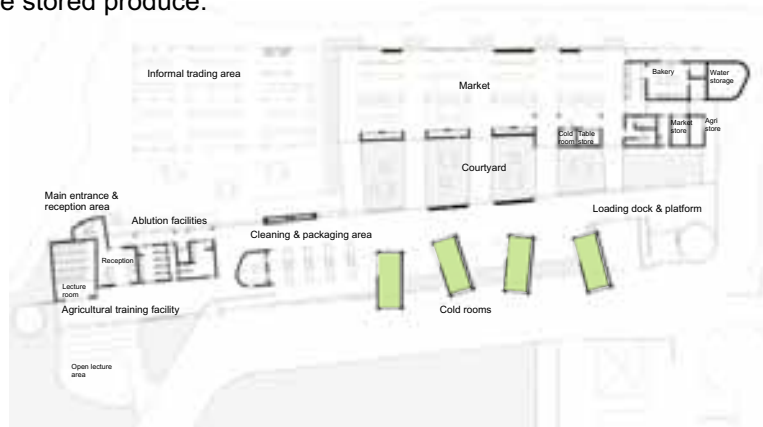 e stored produce.
Informal trading area
Market
Bakery
Water
storage
Cold
room
Table
store
Market
store
Agri
store
Courtyard
Main entrance &
reception area
Ablution facilities
Loading dock & platform
Cleaning & packaging area
Reception
Lecture
room
Agricultural training facility
Cold rooms
Open lecture
area